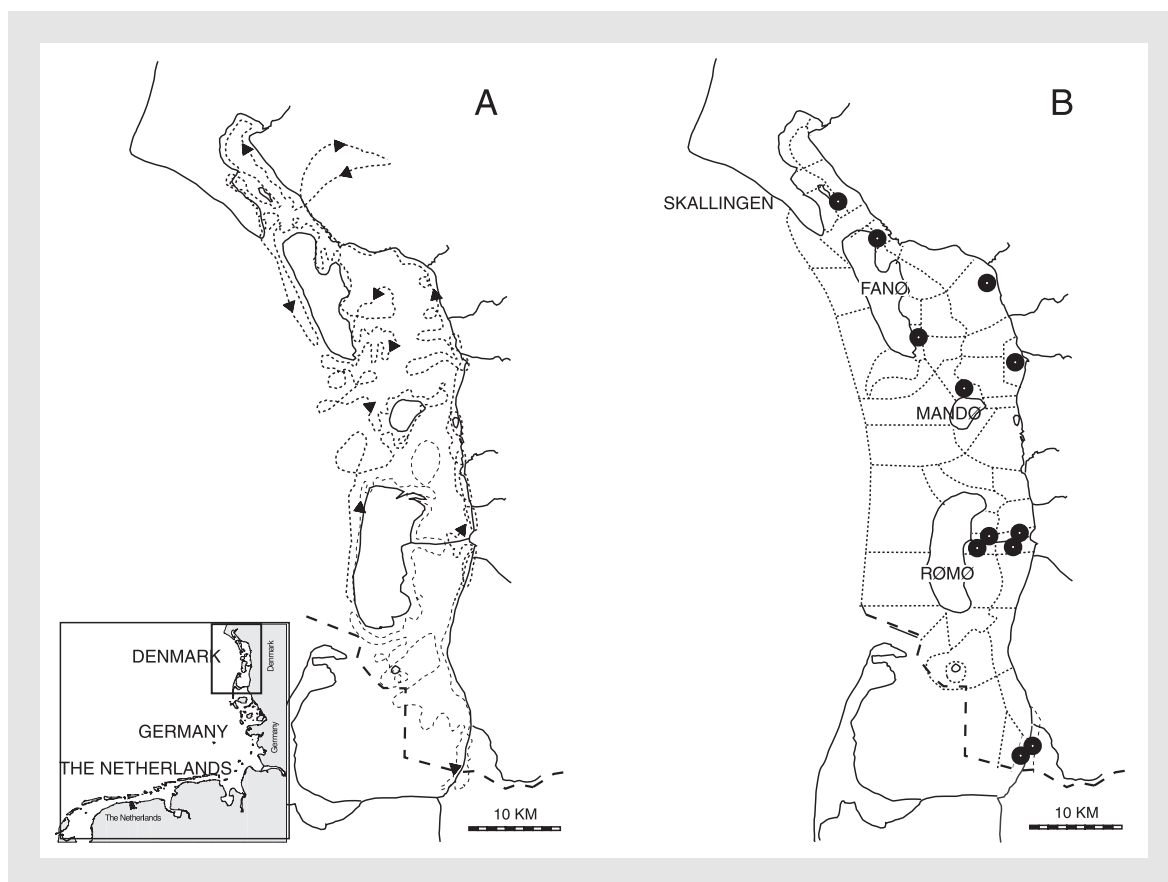 A
B
SKALLINGEN
FANØ
MANDØ
RØMØ
DENMARK
Denmark
GERMANY
Germany
THE NETHERLANDS
The Netherlands
10 KM
10 KM